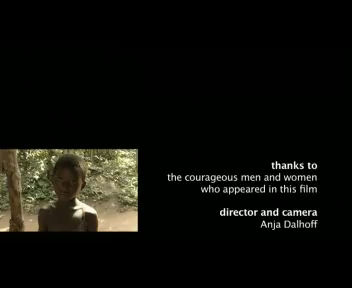 thanks to
the courageous men and women
who appeared in this film
director and camera
Anja Dalhoff